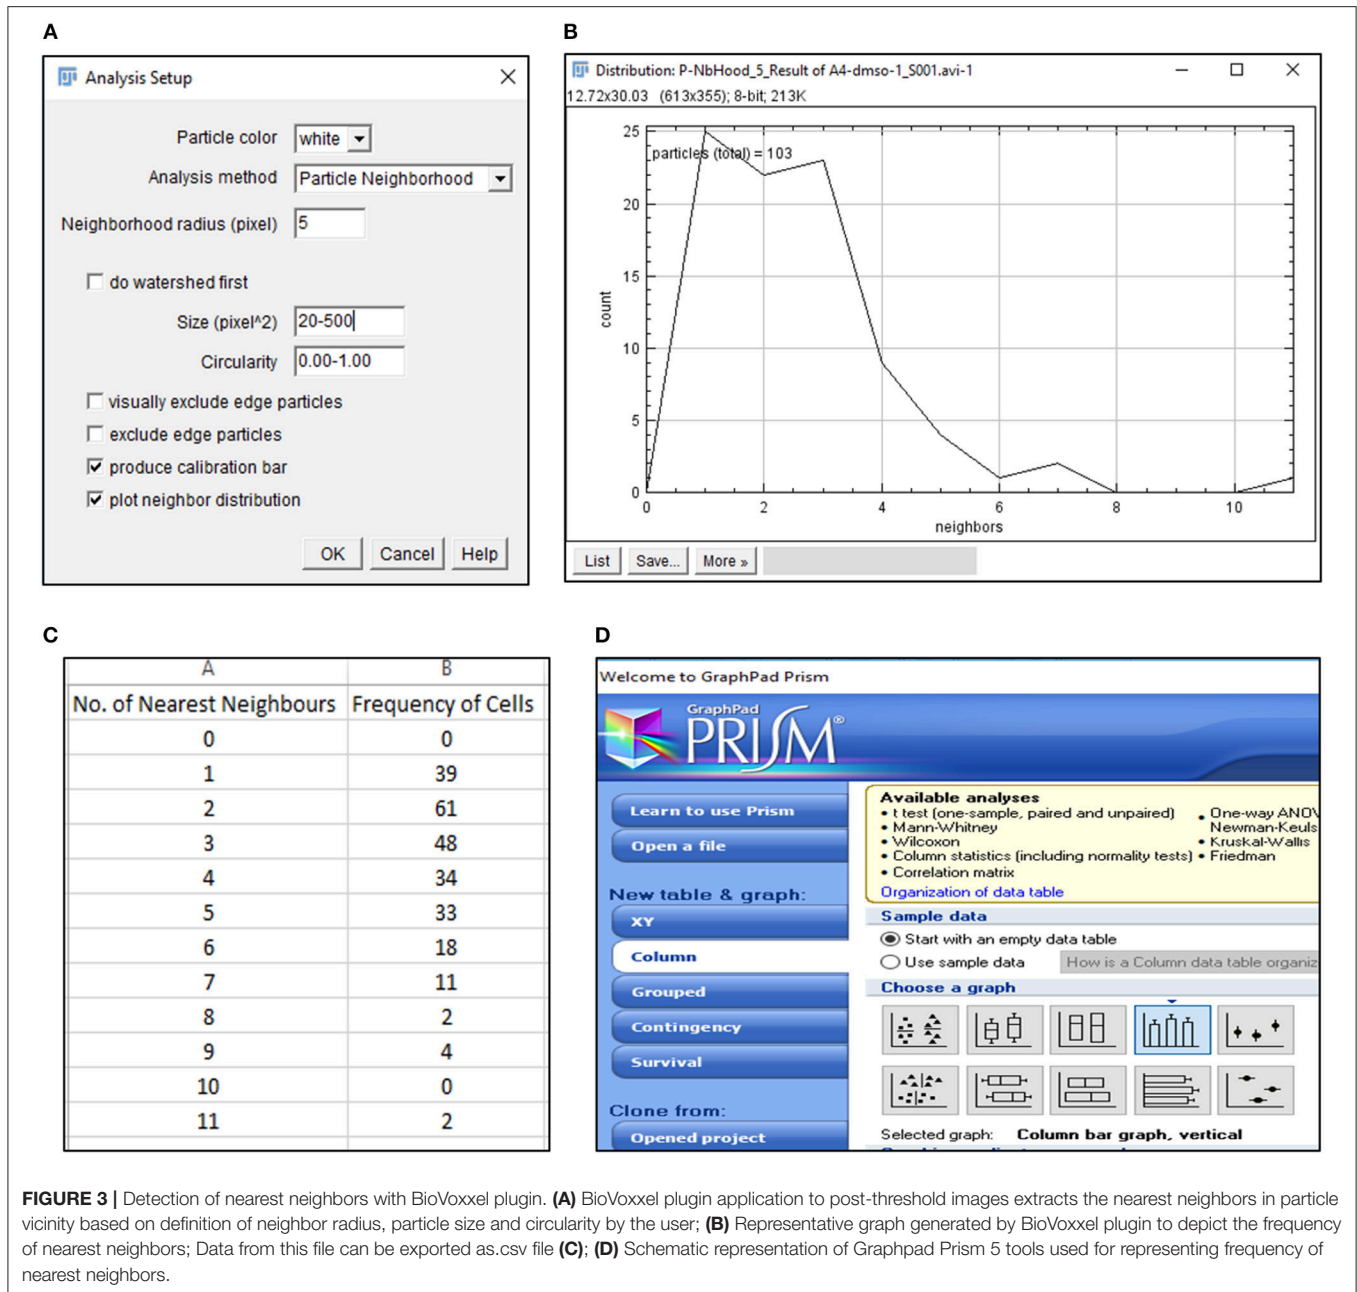 A
Analysis Setup
Particle color white
Analysis method Particle Neighborhood
Neighborhood radius (pixel) 5
do watershed first
Size (pixel^2) 20-500
Circularity 0.00-1.00
visually exclude edge particles
exclude edge particles
produce calibration bar
plot neighbor distribution
OK Cancel Help
B
Distribution: P-NbHood_5_Result of A4-dmso-1_S001.avi-1
12.72x30.03 (613x355); 8-bit; 213K
particles (total) = 103
25
20
15
10
5
0
count
0 2 4 6 8 10
neighbors
List Save... More »
C
A B
No. of Nearest Neighbours Frequency of Cells
0 0
1 39
2 61
3 48
4 34
5 33
6 18
7 11
8 2
9 4
10 0
11 2
D
Welcome to GraphPad Prism
GraphPad
PRISM®
Learn to use Prism
Open a file
New table & graph:
XY
Column
Grouped
Contingency
Survival
Clone from:
Opened project
Available analyses
• t test (one-sample, paired and unpaired)
• Mann-Whitney
• Wilcoxon
• Column statistics (including normality tests)
• Correlation matrix
• One-way
Newman-Keuls
• Kruskal-Wallis
• Friedman
Organization of data table
Sample data
Start with an empty data table
Use sample data How is a Column data table
Choose a graph
Selected graph: Column bar graph, vertical
FIGURE 3 | Detection of nearest neighbors with BioVoxxel plugin. (A) BioVoxxel plugin application to post-threshold images extracts the nearest neighbors in particle
vicinity based on definition of neighbor radius, particle size and circularity by the user; (B) Representative graph generated by BioVoxxel plugin to depict the frequency
of nearest neighbors; Data from this file can be exported as.csv file (C); (D) Schematic representation of Graphpad Prism 5 tools used for representing frequency of
nearest neighbors.